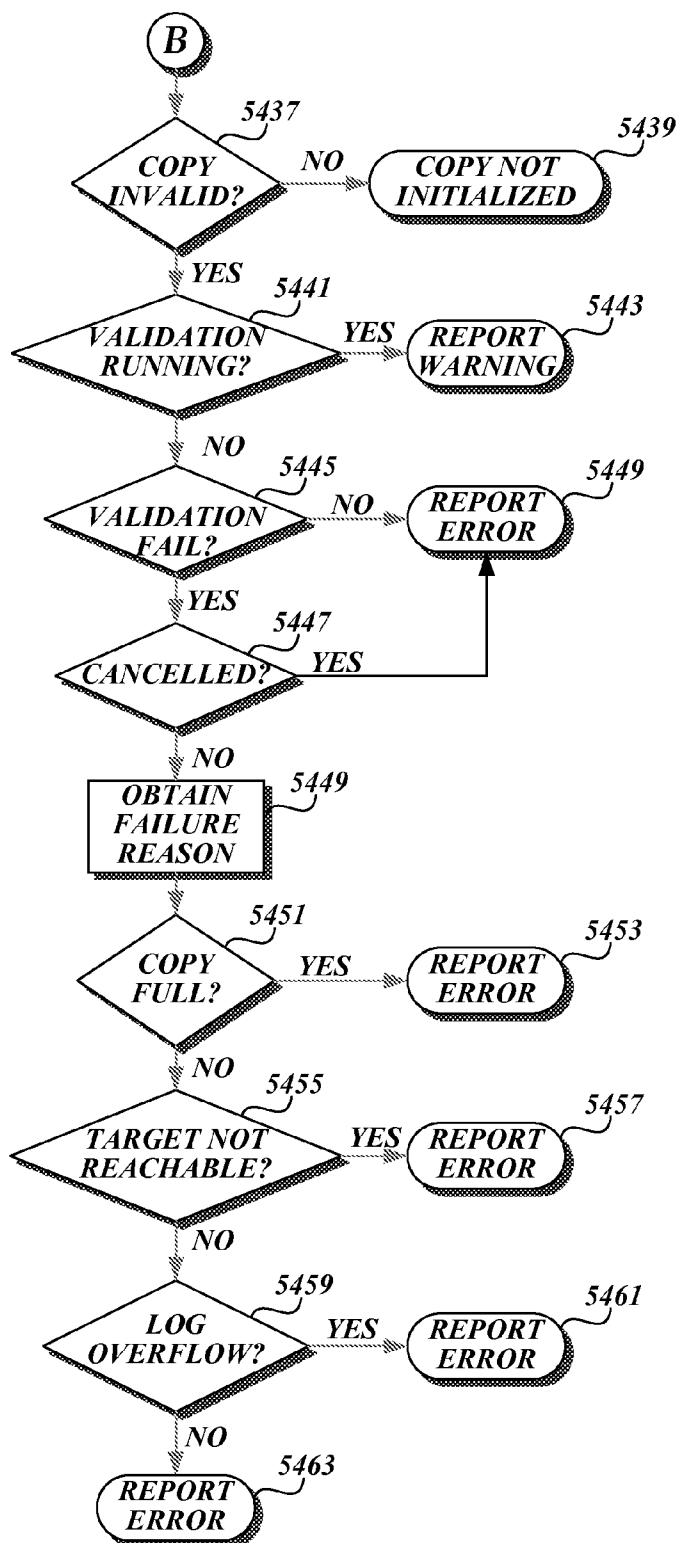 B
5437
COPY
INVALID?
NO
5439
COPY NOT
INITIALIZED
YES
5441
VALIDATION
RUNNING?
YES
5443
REPORT
WARNING
NO
5445
VALIDATION
FAIL?
NO
5449
REPORT
ERROR
YES
5447
CANCELLED?
YES
NO
5449
OBTAIN
FAILURE
REASON
5451
COPY
FULL?
YES
5453
REPORT
ERROR
NO
5455
TARGET NOT
REACHABLE?
YES
5457
REPORT
ERROR
NO
5459
LOG
OVERFLOW?
YES
5461
REPORT
ERROR
NO
5463
REPORT
ERROR